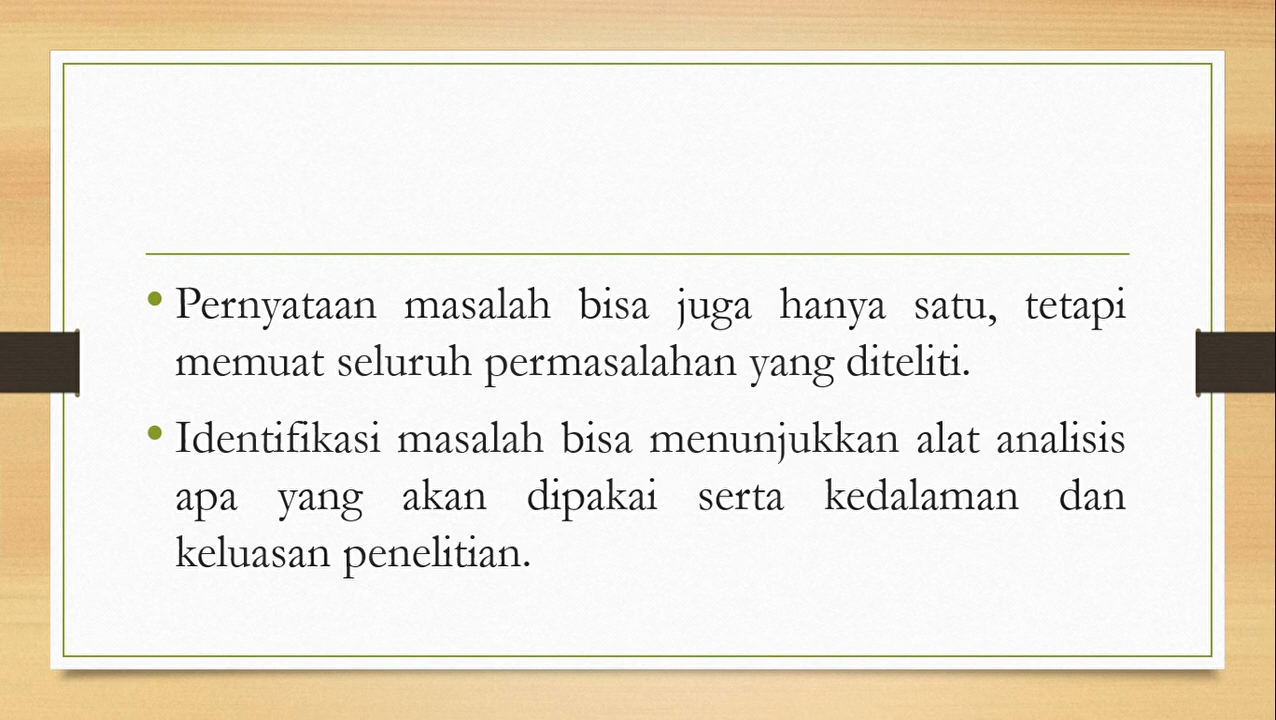 • Pernyataan masalah bisa juga hanya satu, tetapi
memuat seluruh permasalahan yang diteliti.
• Identifikasi masalah bisa menunjukkan alat analisis
apa yang akan dipakai serta kedalaman dan
keluasan penelitian.